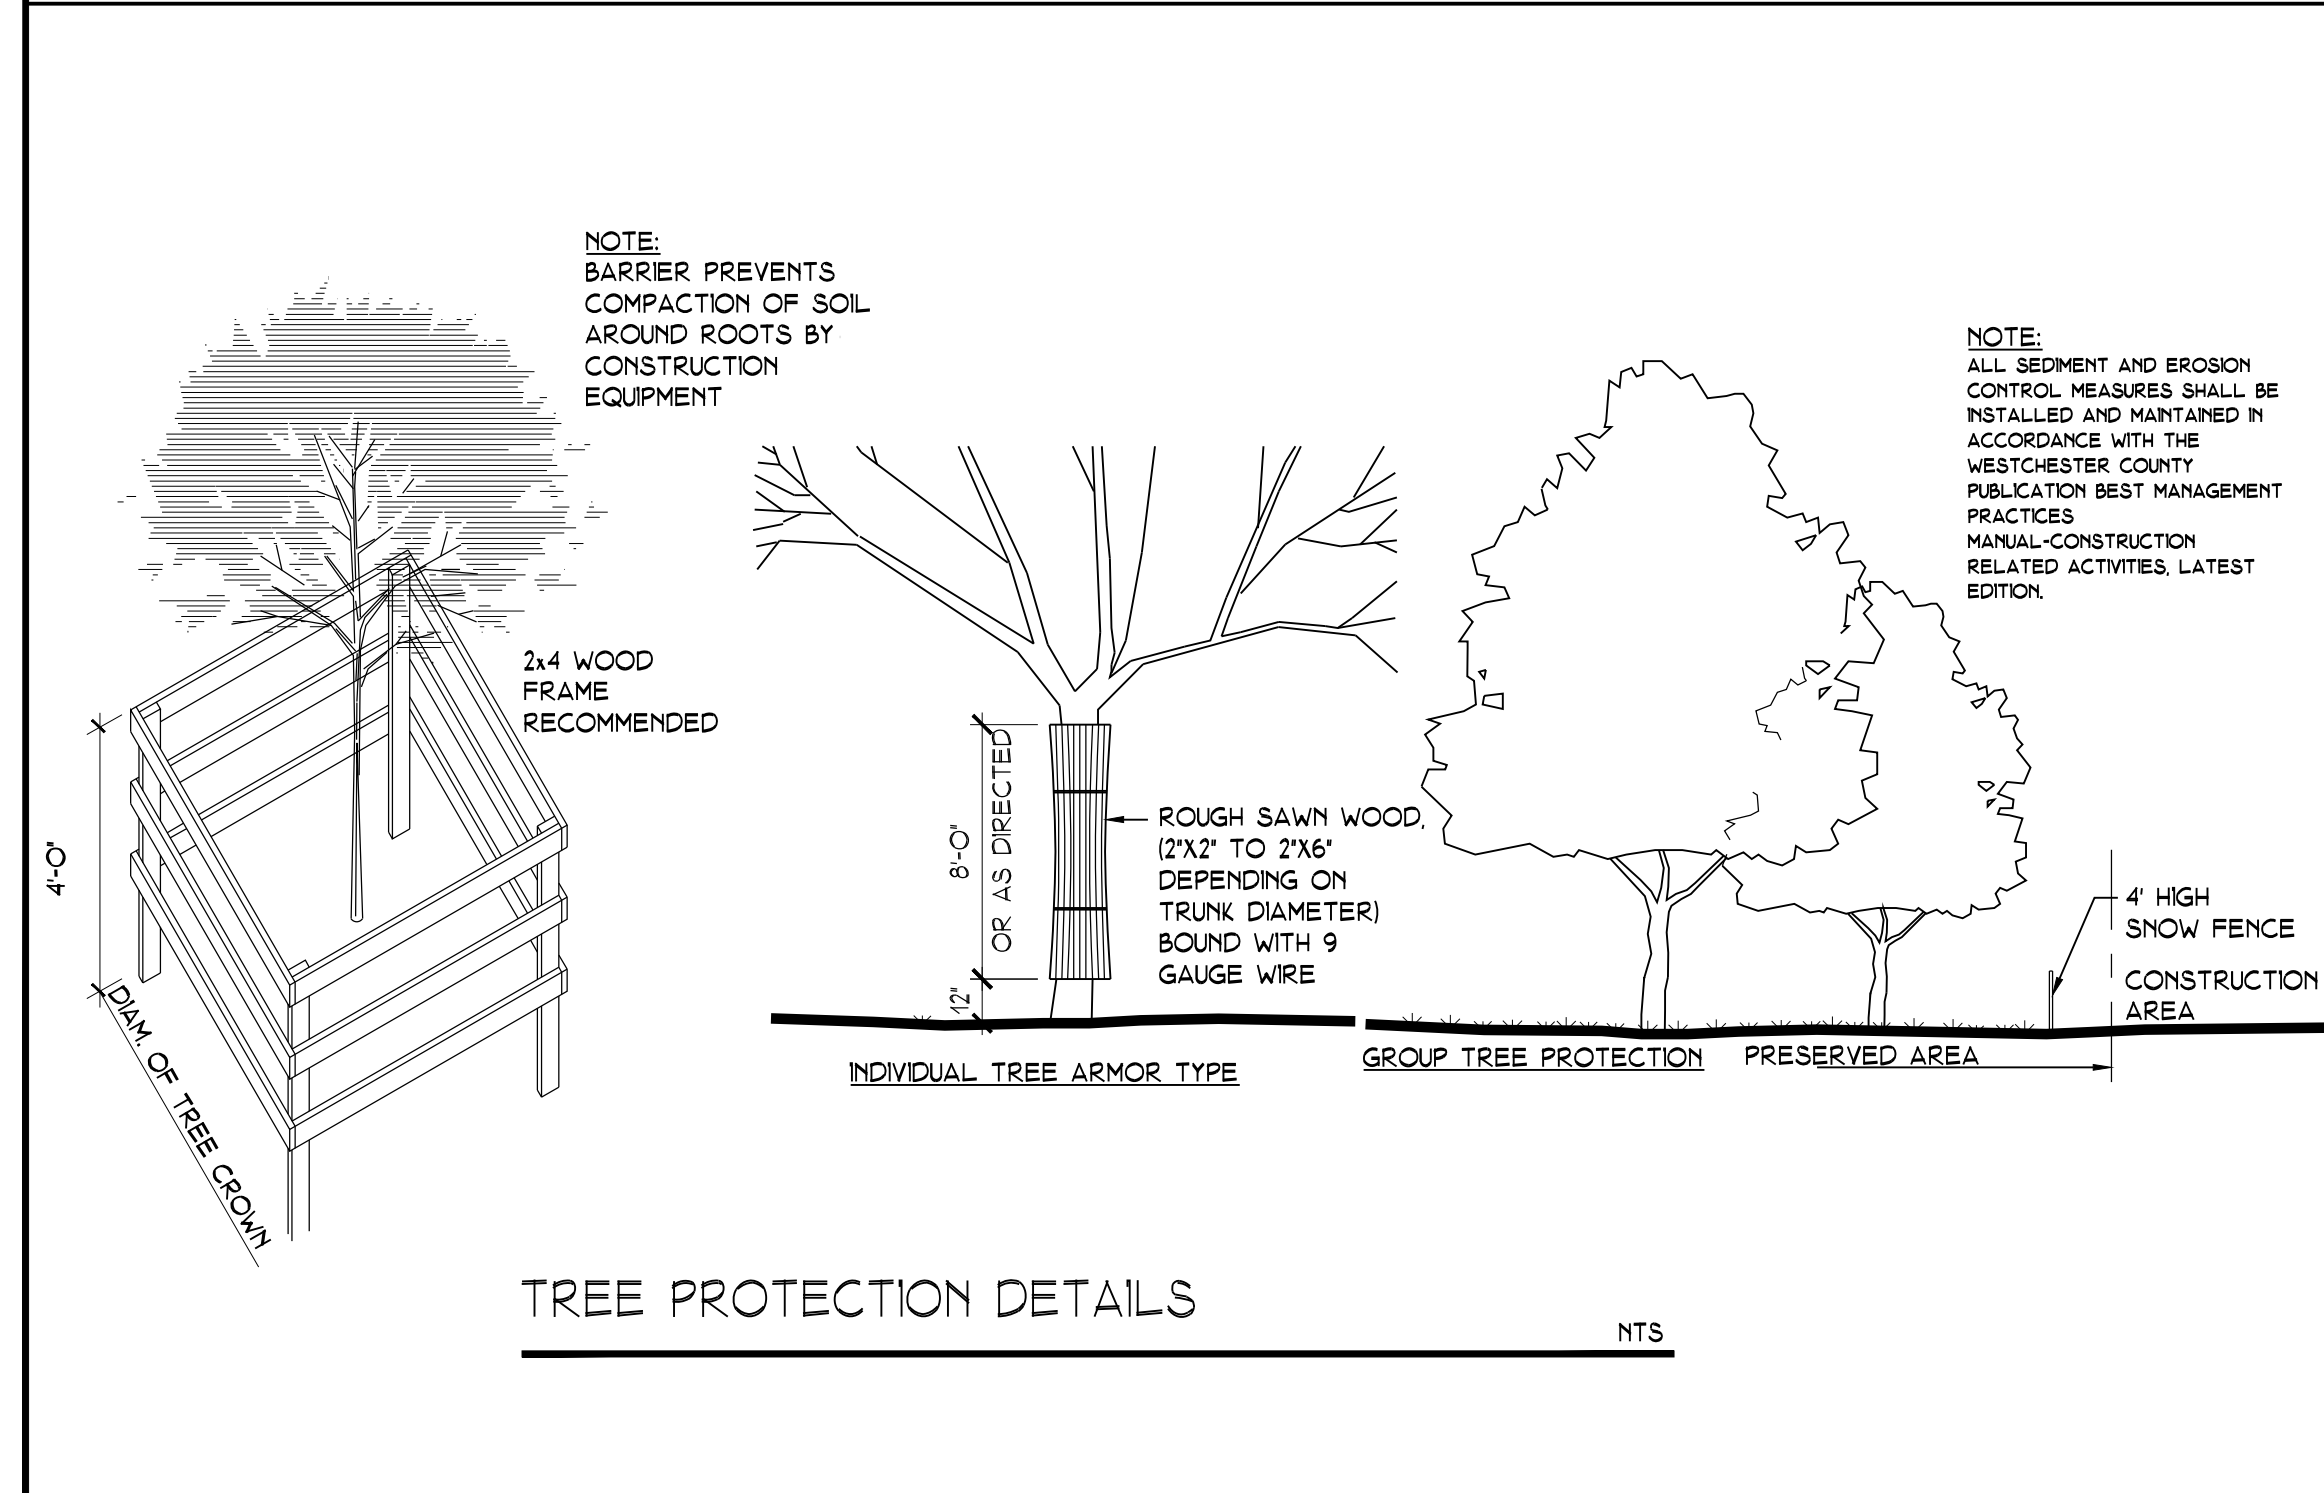 NOTE:
BARRIER PREVENTS
COMPACTION OF SOIL
AROUND ROOTS BY
CONSTRUCTION
EQUIPMENT
2x4 WOOD
FRAME
RECOMMENDED
4'-0"
DIAM. OF TREE CROWN
8'-0"
OR AS DIRECTED
12"
ROUGH SAWN WOOD,
(2"X2" TO 2"X6"
DEPENDING ON
TRUNK DIAMETER)
BOUND WITH 9
GAUGE WIRE
INDIVIDUAL TREE ARMOR TYPE
NOTE:
ALL SEDIMENT AND EROSION
CONTROL MEASURES SHALL BE
INSTALLED AND MAINTAINED IN
ACCORDANCE WITH THE
WESTCHESTER COUNTY
PUBLICATION BEST MANAGEMENT
PRACTICES
MANUAL-CONSTRUCTION
RELATED ACTIVITIES, LATEST
EDITION.
4' HIGH
SNOW FENCE
CONSTRUCTION
AREA
GROUP TREE PROTECTION
PRESERVED AREA
TREE PROTECTION DETAILS
NTS